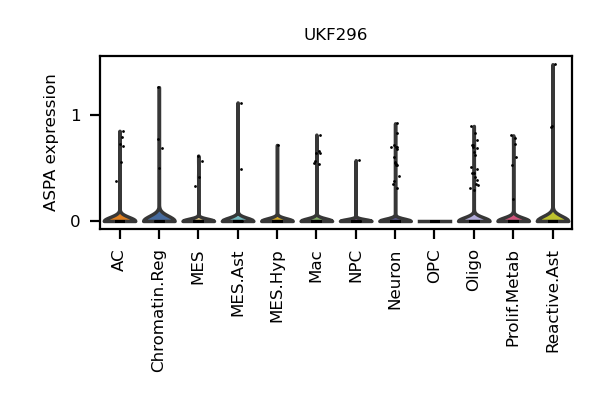 UKF296
ASPA expression
1
0
AC
Chromatin.Reg
MES
MES.Ast
MES.Hyp
Mac
NPC
Neuron
OPC
Oligo
Prolif.Metab
Reactive.Ast